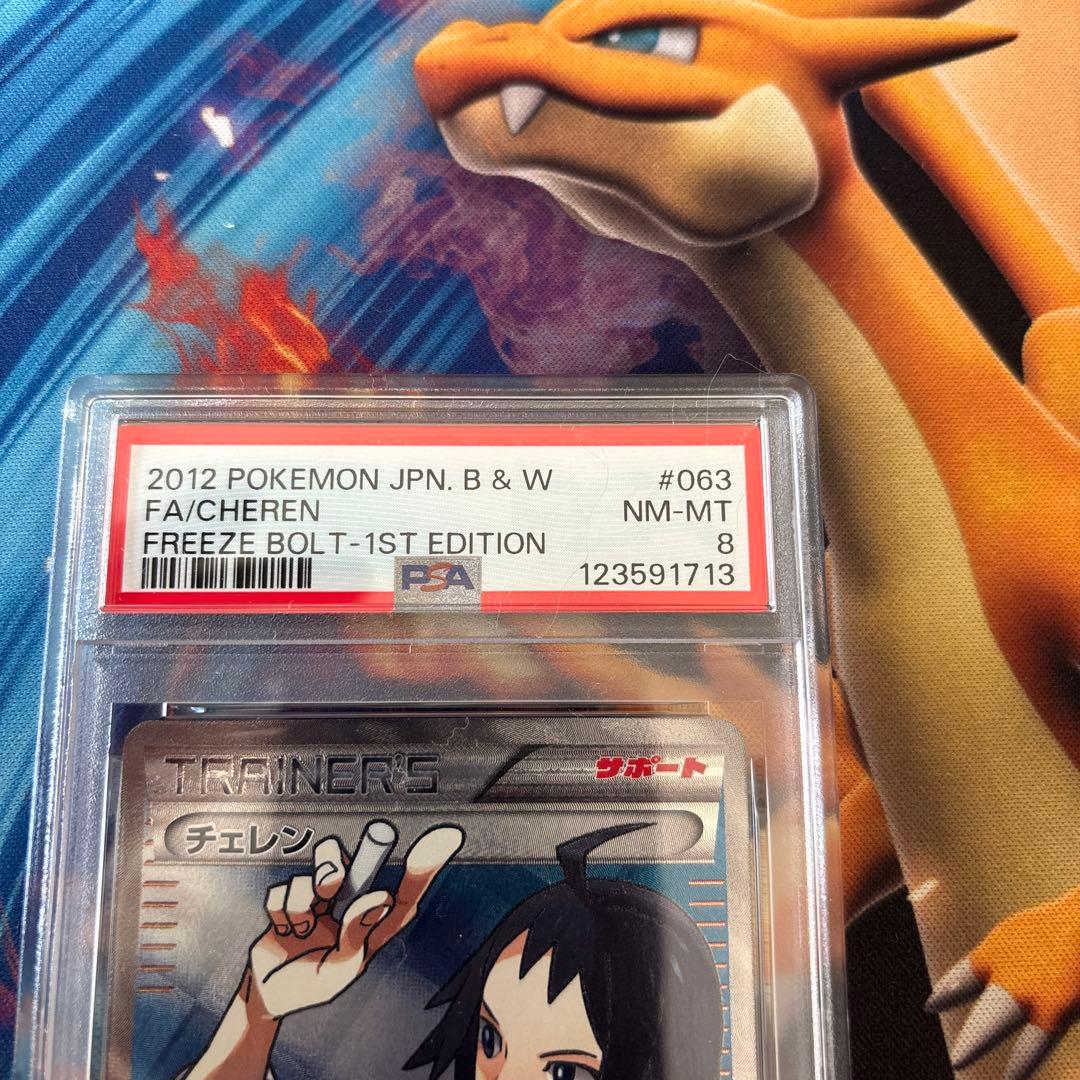 2012 POKEMON JPN. B & W #063
FA/CHEREN NM-MT
FREEZE BOLT-1ST EDITION 8
PSA 123591713
TRAINER'S サポート
チェレン